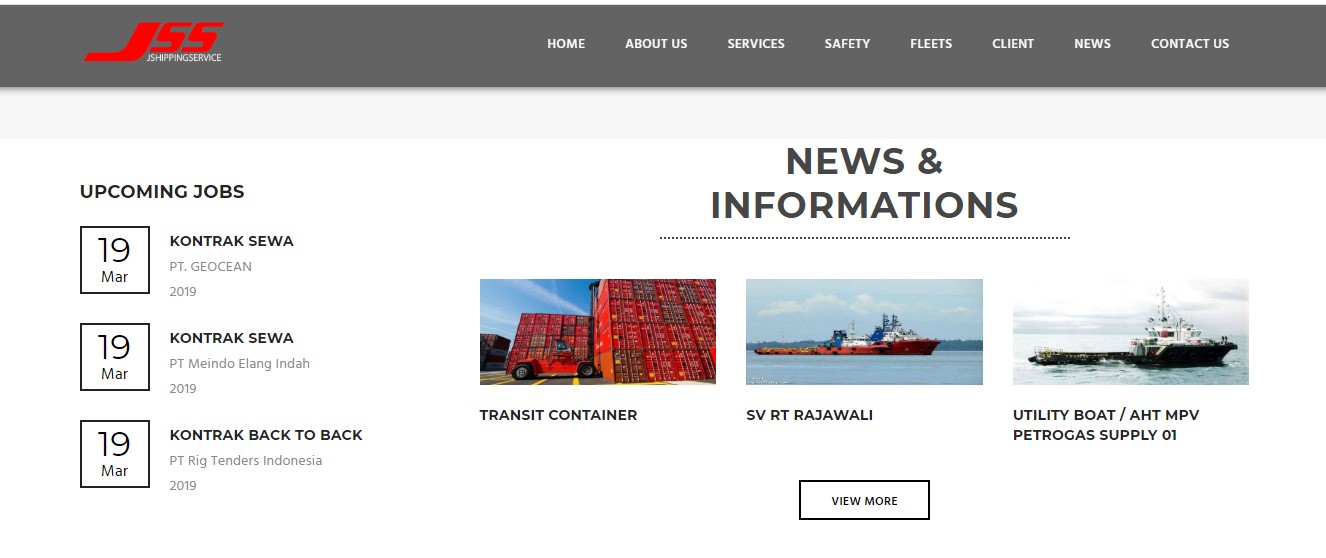 JSS
JSHIPPINGSERVICE
HOME
ABOUT US
SERVICES
SAFETY
FLEETS
CLIENT
NEWS
CONTACT US
UPCOMING JOBS
19
Mar
KONTRAK SEWA
PT. GEOCEAN
2019
19
Mar
KONTRAK SEWA
PT Meindo Elang Indah
2019
19
Mar
KONTRAK BACK TO BACK
PT Rig Tenders Indonesia
2019
NEWS &
INFORMATIONS
TRANSIT CONTAINER
SV RT RAJAWALI
UTILITY BOAT / AHT MPV
PETROGAS SUPPLY 01
VIEW MORE